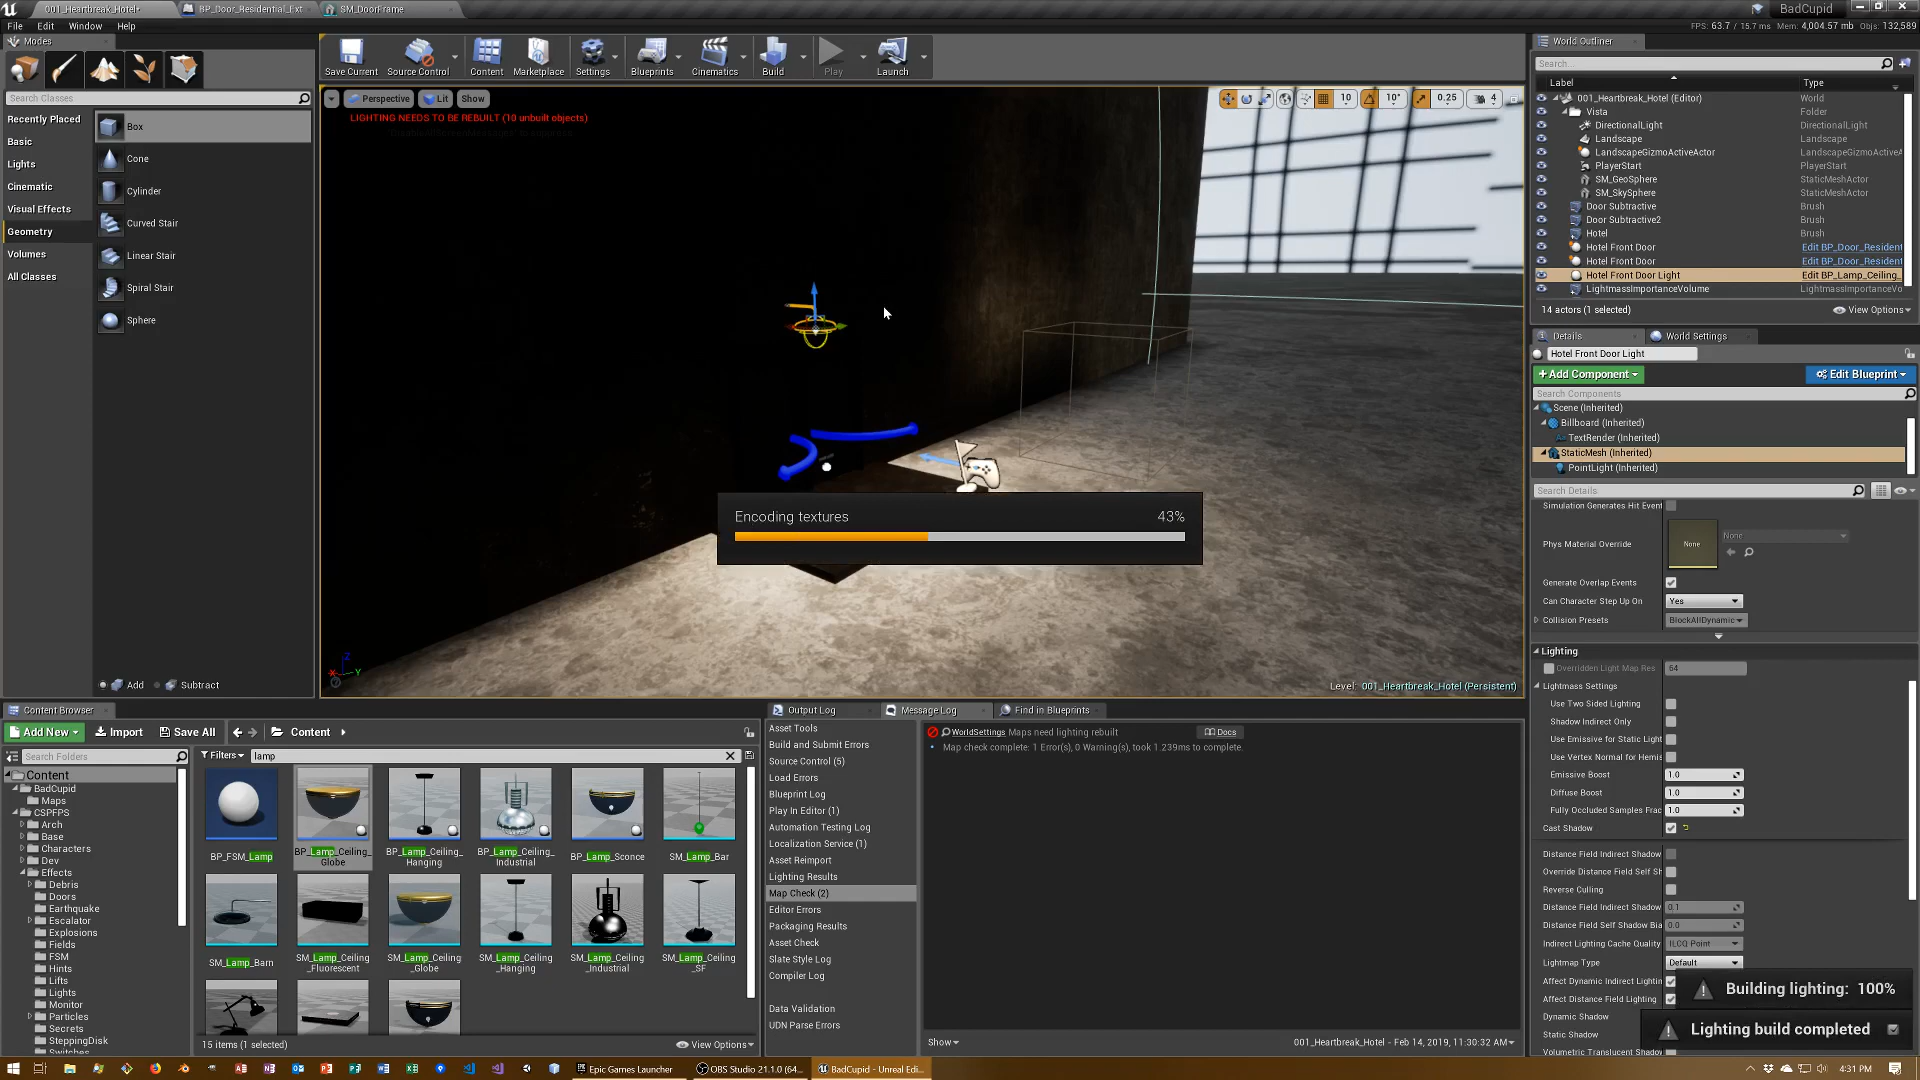 001_Heartbreak_Hotel*
BP_Door_Residential_Ext
SM_DoorFrame
BadCupid
File Edit Window Help
FPS: 63.7 / 15.7 ms Mem: 4,004.57 mb Objs: 132,589
Modes
Search Classes
Recently Placed
Basic
Lights
Cinematic
Visual Effects
Geometry
Volumes
All Classes
Box
Cone
Cylinder
Curved Stair
Linear Stair
Spiral Stair
Sphere
Add Subtract
Save Current
Source Control
Content
Marketplace
Settings
Blueprints
Cinematics
Build
Play
Launch
Perspective Lit Show
10 10° 0.25 4
LIGHTING NEEDS TO BE REBUILT (10 unbuilt objects)
Encoding textures 43%
Level: 001_Heartbreak_Hotel (Persistent)
World Outliner
Search...
Label Type
001_Heartbreak_Hotel (Editor) World
Vista Folder
DirectionalLight DirectionalLight
Landscape Landscape
LandscapeGizmoActiveActor LandscapeGizmoActiveA
PlayerStart PlayerStart
SM_GeoSphere StaticMeshActor
SM_SkySphere StaticMeshActor
Door Subtractive Brush
Door Subtractive2 Brush
Hotel Brush
Hotel Front Door Edit BP_Door_Resident
Hotel Front Door Edit BP_Door_Resident
Hotel Front Door Light Edit BP_Lamp_Ceiling_
LightmassImportanceVolume LightmassImportanceVo
14 actors (1 selected) View Options
Details World Settings
Hotel Front Door Light
+Add Component Edit Blueprint
Search Components
Scene (Inherited)
Billboard (Inherited)
TextRender (Inherited)
StaticMesh (Inherited)
PointLight (Inherited)
Search Details
Simulation Generates Hit Event
Phys Material Override None None
Generate Overlap Events
Can Character Step Up On Yes
Collision Presets BlockAllDynamic
Lighting
Overridden Light Map Res 64
Lightmass Settings
Use Two Sided Lighting
Shadow Indirect Only
Use Emissive for Static Light
Use Vertex Normal for Hemis
Emissive Boost 1.0
Diffuse Boost 1.0
Fully Occluded Samples Frac 1.0
Cast Shadow
Distance Field Indirect Shadow
Override Distance Field Self Sh
Reverse Culling
Distance Field Indirect Shadow 0.1
Distance Field Self Shadow Bia 0.0
Indirect Lighting Cache Quality ILCQ Point
Lightmap Type Default
Affect Dynamic Indirect Lightin
Affect Distance Field Lighting
Dynamic Shadow
Static Shadow
Volumetric Translucent Shadow
Building lighting: 100%
Lighting build completed
Content Browser
Add New Import Save All Content
Search Folders
Filters lamp
Content
BadCupid
Maps
CSPFPS
Arch
Base
Characters
Dev
Effects
Debris
Doors
Earthquake
Escalator
Explosions
Fields
FSM
Hints
Lifts
Lights
Monitor
Particles
Secrets
SteppingDisk
Switches
BP_FSM_Lamp
BP_Lamp_Ceiling_Globe
BP_Lamp_Ceiling_Hanging
BP_Lamp_Ceiling_Industrial
BP_Lamp_Sconce
SM_Lamp_Bar
SM_Lamp_Barn
SM_Lamp_Ceiling_Fluorescent
SM_Lamp_Ceiling_Globe
SM_Lamp_Ceiling_Hanging
SM_Lamp_Ceiling_Industrial
SM_Lamp_Ceiling_SF
15 items (1 selected) View Options
Output Log Message Log Find in Blueprints
Asset Tools
Build and Submit Errors
Source Control (5)
Load Errors
Blueprint Log
Play In Editor (1)
Automation Testing Log
Localization Service (1)
Asset Reimport
Lighting Results
Map Check (2)
Editor Errors
Packaging Results
Asset Check
Slate Style Log
Compiler Log
Data Validation
UDN Parse Errors
WorldSettings Maps need lighting rebuilt Docs
Map check complete: 1 Error(s), 0 Warning(s), took 1.239ms to complete.
Show 001_Heartbreak_Hotel - Feb 14, 2019, 11:30:32 AM
Epic Games Launcher
OBS Studio 21.1.0 (64...
BadCupid - Unreal Edi...
4:31 PM